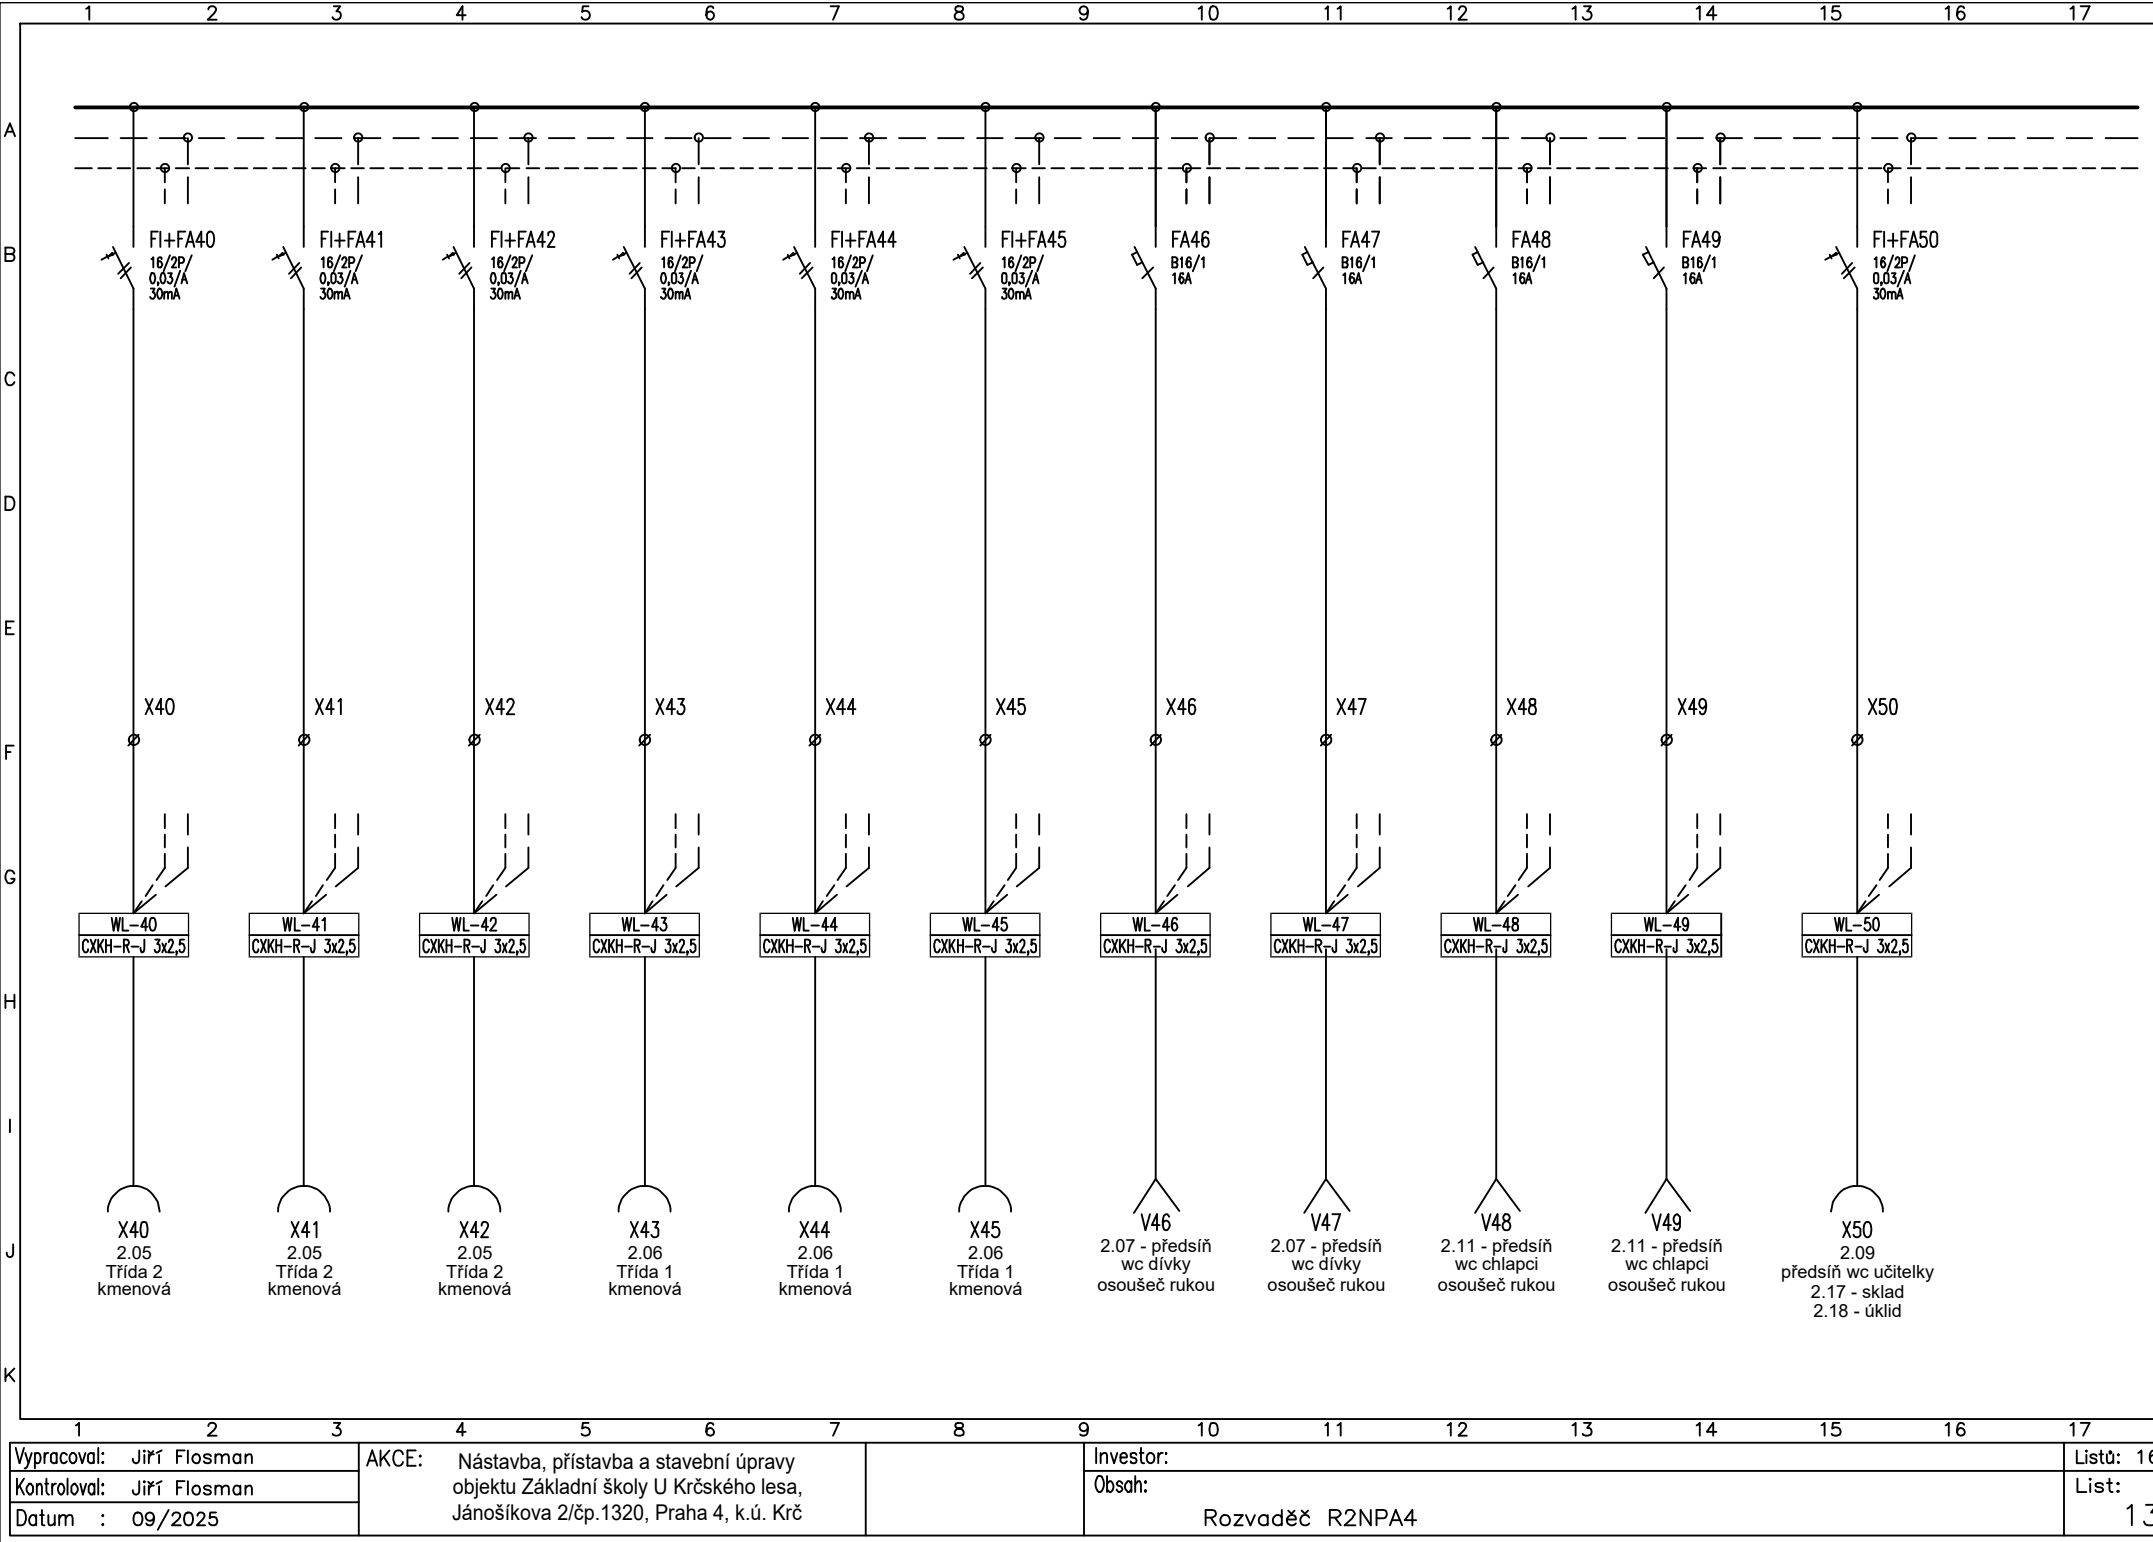 1 2 3 4 5 6 7 8 9 10 11 12 13 14 15 16 17
A
B
C
D
E
F
G
H
I
J
K
FI+FA40
16/2P/
0,03/A
30mA
FI+FA41
16/2P/
0,03/A
30mA
FI+FA42
16/2P/
0,03/A
30mA
FI+FA43
16/2P/
0,03/A
30mA
FI+FA44
16/2P/
0,03/A
30mA
FI+FA45
16/2P/
0,03/A
30mA
FA46
B16/1
16A
FA47
B16/1
16A
FA48
B16/1
16A
FA49
B16/1
16A
FI+FA50
16/2P/
0,03/A
30mA
X40 X41 X42 X43 X44 X45 X46 X47 X48 X49 X50
WL-40
CXKH-R-J 3x2,5
WL-41
CXKH-R-J 3x2,5
WL-42
CXKH-R-J 3x2,5
WL-43
CXKH-R-J 3x2,5
WL-44
CXKH-R-J 3x2,5
WL-45
CXKH-R-J 3x2,5
WL-46
CXKH-R-J 3x2,5
WL-47
CXKH-R-J 3x2,5
WL-48
CXKH-R-J 3x2,5
WL-49
CXKH-R-J 3x2,5
WL-50
CXKH-R-J 3x2,5
X40
2.05
Třída 2
kmenová
X41
2.05
Třída 2
kmenová
X42
2.05
Třída 2
kmenová
X43
2.06
Třída 1
kmenová
X44
2.06
Třída 1
kmenová
X45
2.06
Třída 1
kmenová
V46
2.07 - předsíň
wc dívky
osoušeč rukou
V47
2.07 - předsíň
wc dívky
osoušeč rukou
V48
2.11 - předsíň
wc chlapci
osoušeč rukou
V49
2.11 - předsíň
wc chlapci
osoušeč rukou
X50
2.09
předsíň wc učitelky
2.17 - sklad
2.18 - úklid
1 2 3 4 5 6 7 8 9 10 11 12 13 14 15 16 17
Vypracoval: Jiří Flosman
Kontroloval: Jiří Flosman
Datum : 09/2025
AKCE: Nástavba, přístavba a stavební úpravy
objektu Základní školy U Krčského lesa,
Jánošíkova 2/čp.1320, Praha 4, k.ú. Krč
Investor:
Obsah:
Rozvaděč R2NPA4
Listů: 16
List:
13